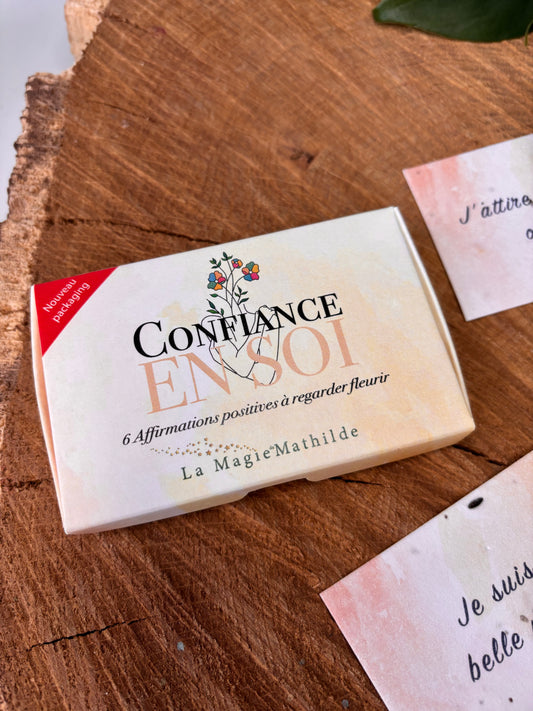 Nouveau
packaging
CONFIANCE
EN SOI
6 Affirmations positives à regarder fleurir
La Magie Mathilde
J'attire
Je suis
belle